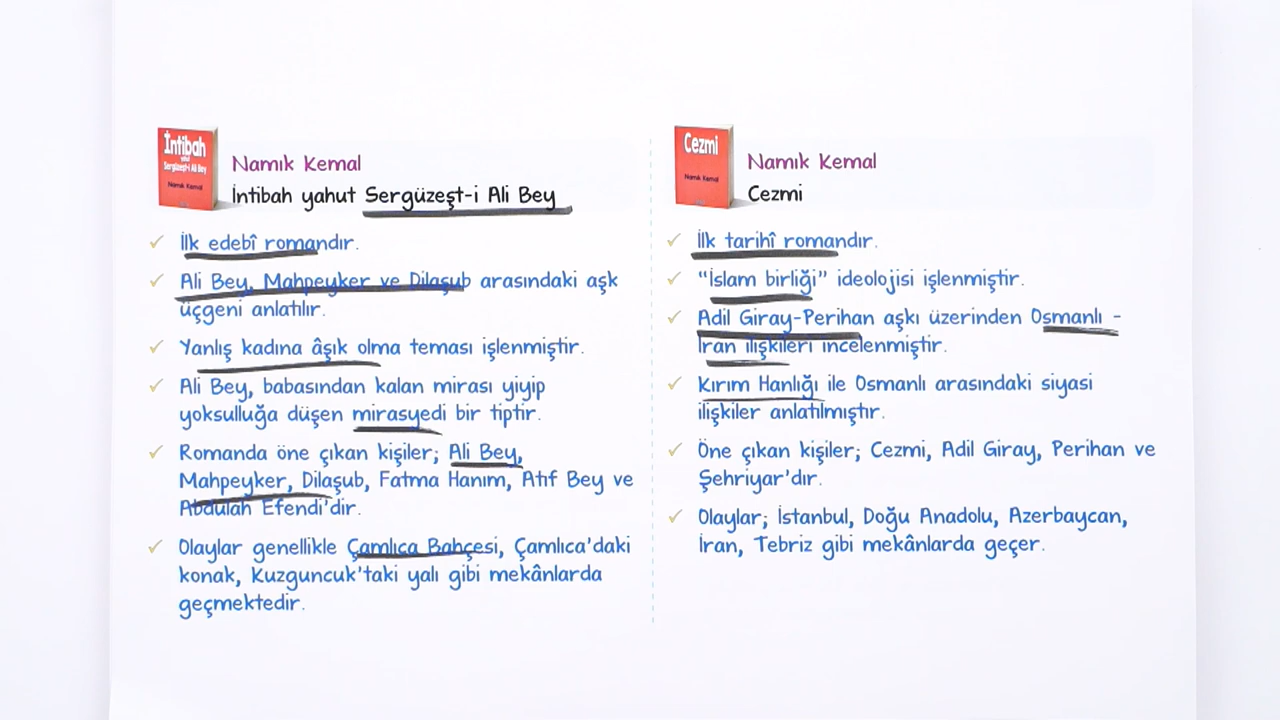 İntibah
yahut
Sergüzeşt-i Ali Bey
Namık Kemal
Namık Kemal
İntibah yahut Sergüzeşt-i Ali Bey
✓ İlk edebî romandır.
✓ Ali Bey, Mahpeyker ve Dilaşub arasındaki aşk
üçgeni anlatılır.
✓ Yanlış kadına âşık olma teması işlenmiştir.
✓ Ali Bey, babasından kalan mirası yiyip
yoksulluğa düşen mirasyedi bir tiptir.
✓ Romanda öne çıkan kişiler; Ali Bey,
Mahpeyker, Dilaşub, Fatma Hanım, Atıf Bey ve
Abdulah Efendi'dir.
✓ Olaylar genellikle Çamlıca Bahçesi, Çamlıca'daki
konak, Kuzguncuk'taki yalı gibi mekânlarda
geçmektedir.
Cezmi
Namık Kemal
Namık Kemal
Cezmi
✓ İlk tarihî romandır.
✓ "İslam birliği" ideolojisi işlenmiştir.
✓ Adil Giray-Perihan aşkı üzerinden Osmanlı -
İran ilişkileri incelenmiştir.
✓ Kırım Hanlığı ile Osmanlı arasındaki siyasi
ilişkiler anlatılmıştır.
✓ Öne çıkan kişiler; Cezmi, Adil Giray, Perihan ve
Şehriyar'dır.
✓ Olaylar; İstanbul, Doğu Anadolu, Azerbaycan,
İran, Tebriz gibi mekânlarda geçer.